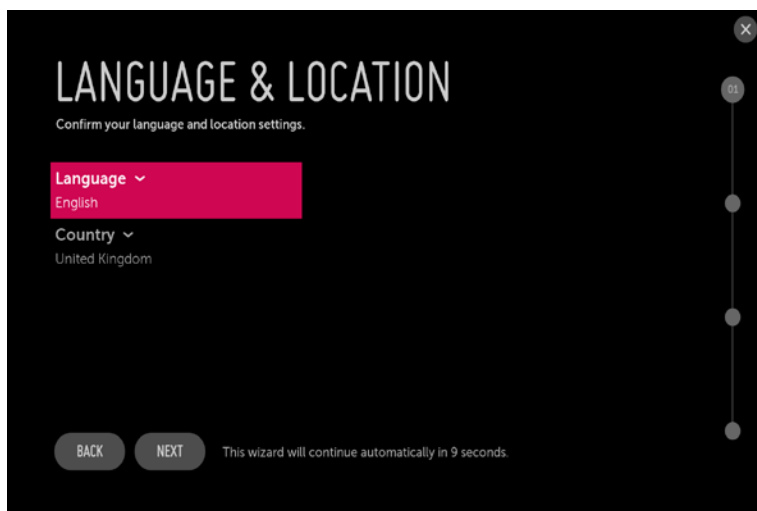 LANGUAGE & LOCATION
01
Confirm your language and location settings.
Language
English
Country
United Kingdom
BACK
NEXT
This wizard will continue automatically in 9 seconds.